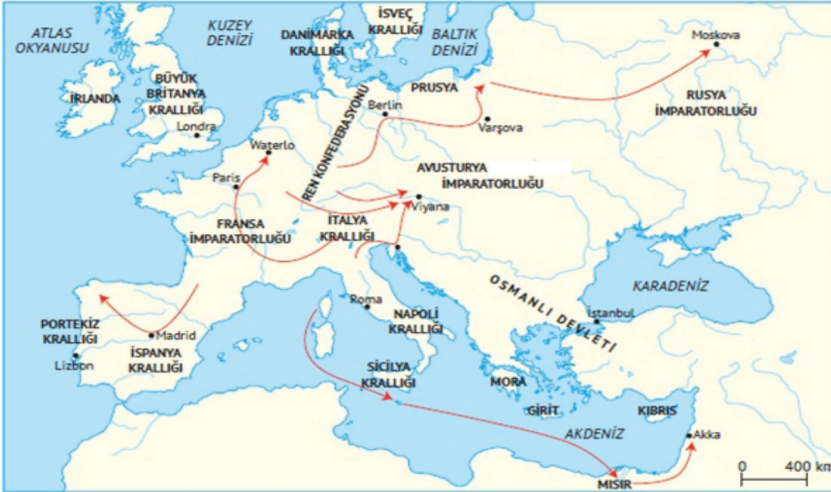 ATLAS
OKYANUSU
KUZEY
DENİZİ
DANİMARKA
KRALLIĞI
İSVEÇ
KRALLIĞI
BALTIK
DENİZİ
Moskova
RUSYA
İMPARATORLUĞU
İRLANDA
BÜYÜK
BRİTANYA
KRALLIĞI
Londra
PRUSYA
Berlin
Varşova
REN KONFEDERASYONU
Waterlo
Paris
AVUSTURYA
İMPARATORLUĞU
Viyana
FRANSA
İMPARATORLUĞU
İTALYA
KRALLIĞI
OSMANLI DEVLETİ
KARADENİZ
İstanbul
PORTEKİZ
KRALLIĞI
Lizbon
Madrid
İSPANYA
KRALLIĞI
Roma
NAPOLİ
KRALLIĞI
SİCİLYA
KRALLIĞI
MORA
GİRİT
KIBRIS
AKDENİZ
Akka
MISIR
0 400 km